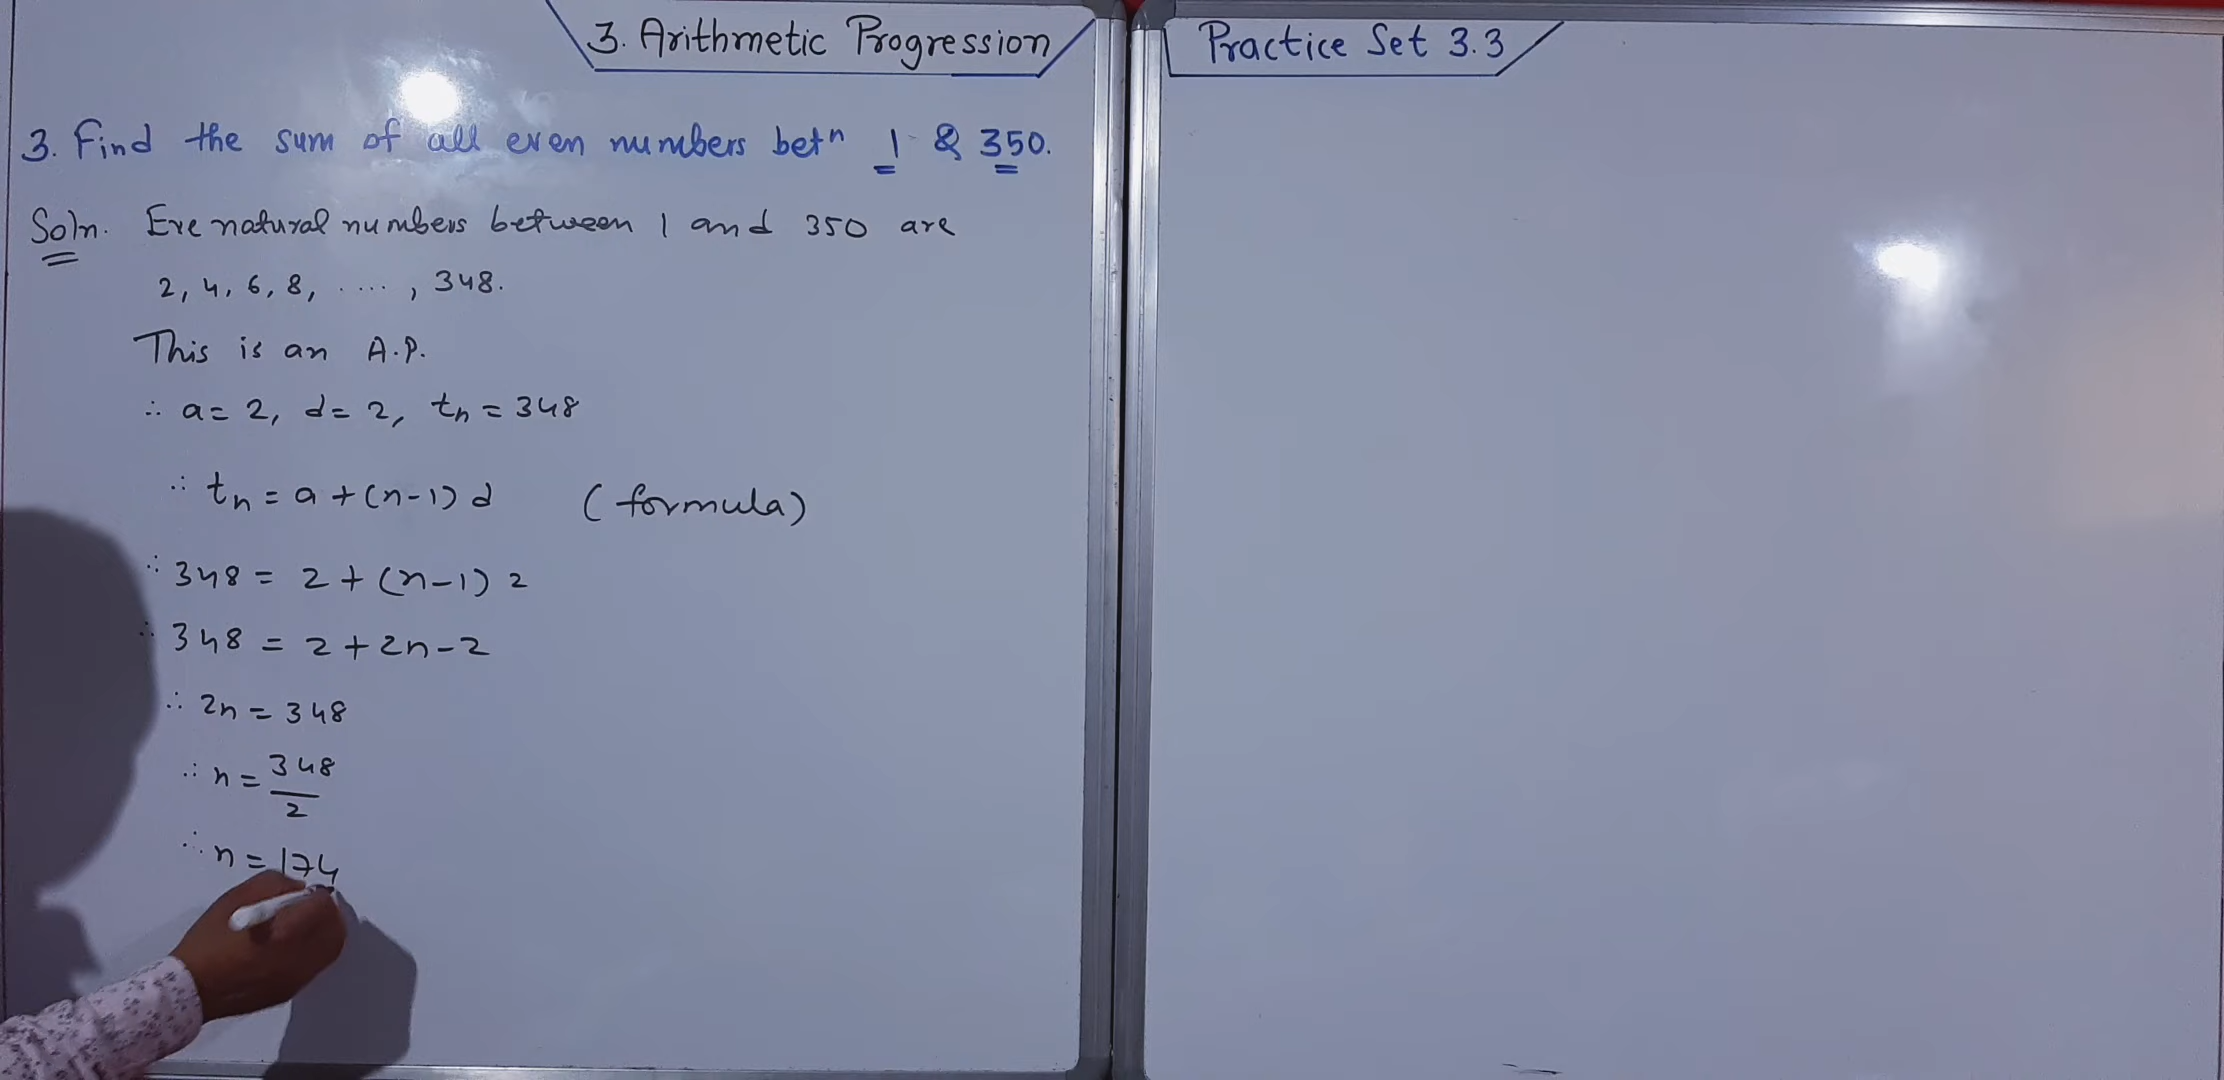 3. Arithmetic Progression
Practice Set 3.3
3. Find the sum of all even numbers betⁿ 1 & 350.
Soln. Eve natural numbers between 1 and 350 are
2, 4, 6, 8, ....., 348.
This is an A.P.
∴ a = 2, d = 2, tₙ = 348
∴ tₙ = a + (n-1) d (formula)
∴ 348 = 2 + (n-1) 2
∴ 348 = 2 + 2n - 2
∴ 2n = 348
∴ n = 348/2
∴ n = 174